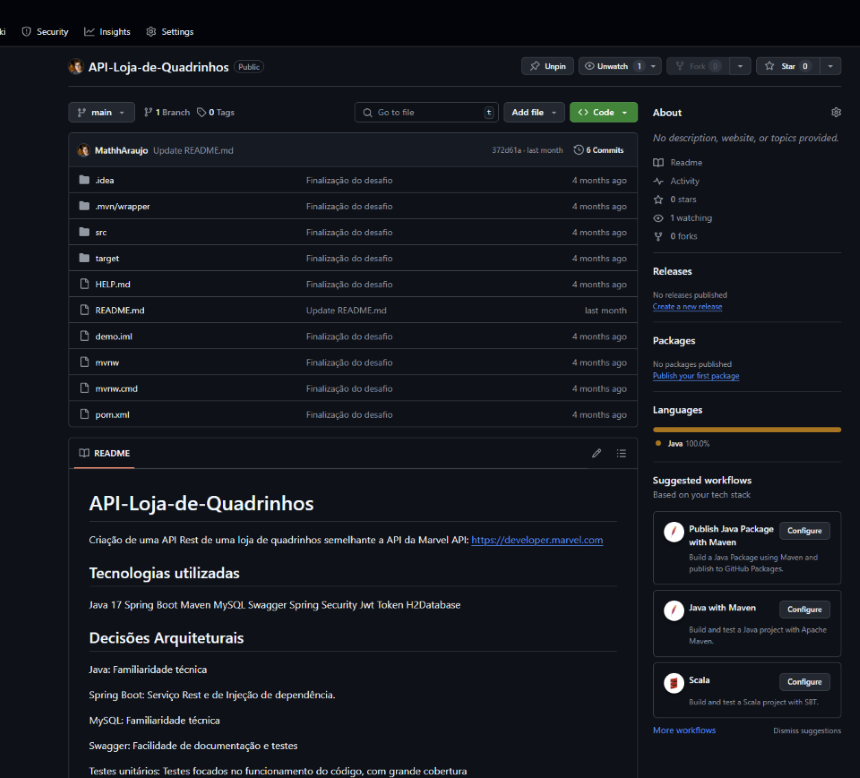 ki Security Insights Settings
API-Loja-de-Quadrinhos Public Unpin Unwatch 1 Fork 0 Star 0
main 1 Branch 0 Tags Go to file t Add file Code
MathhAraujo Update README.md 372d61a · last month 6 Commits
.idea Finalização do desafio 4 months ago
.mvn/wrapper Finalização do desafio 4 months ago
src Finalização do desafio 4 months ago
target Finalização do desafio 4 months ago
HELP.md Finalização do desafio 4 months ago
README.md Update README.md last month
demo.iml Finalização do desafio 4 months ago
mvnw Finalização do desafio 4 months ago
mvnw.cmd Finalização do desafio 4 months ago
pom.xml Finalização do desafio 4 months ago
README
API-Loja-de-Quadrinhos
Criação de uma API Rest de uma loja de quadrinhos semelhante a API da Marvel API: https://developer.marvel.com
Tecnologias utilizadas
Java 17 Spring Boot Maven MySQL Swagger Spring Security Jwt Token H2Database
Decisões Arquiteturais
Java: Familiaridade técnica
Spring Boot: Serviço Rest e de Injeção de dependência.
MySQL: Familiaridade técnica
Swagger: Facilidade de documentação e testes
Testes unitários: Testes focados no funcionamento do código, com grande cobertura
About
No description, website, or topics provided.
Readme
Activity
0 stars
1 watching
0 forks
Releases
No releases published
Create a new release
Packages
No packages published
Publish your first package
Languages
Java 100.0%
Suggested workflows
Based on your tech stack
Publish Java Package Configure
with Maven
Build a Java Package using Maven and
publish to GitHub Packages.
Java with Maven Configure
Build and test a Java project with Apache
Maven.
Scala Configure
Build and test a Scala project with SBT.
More workflows Dismiss suggestions